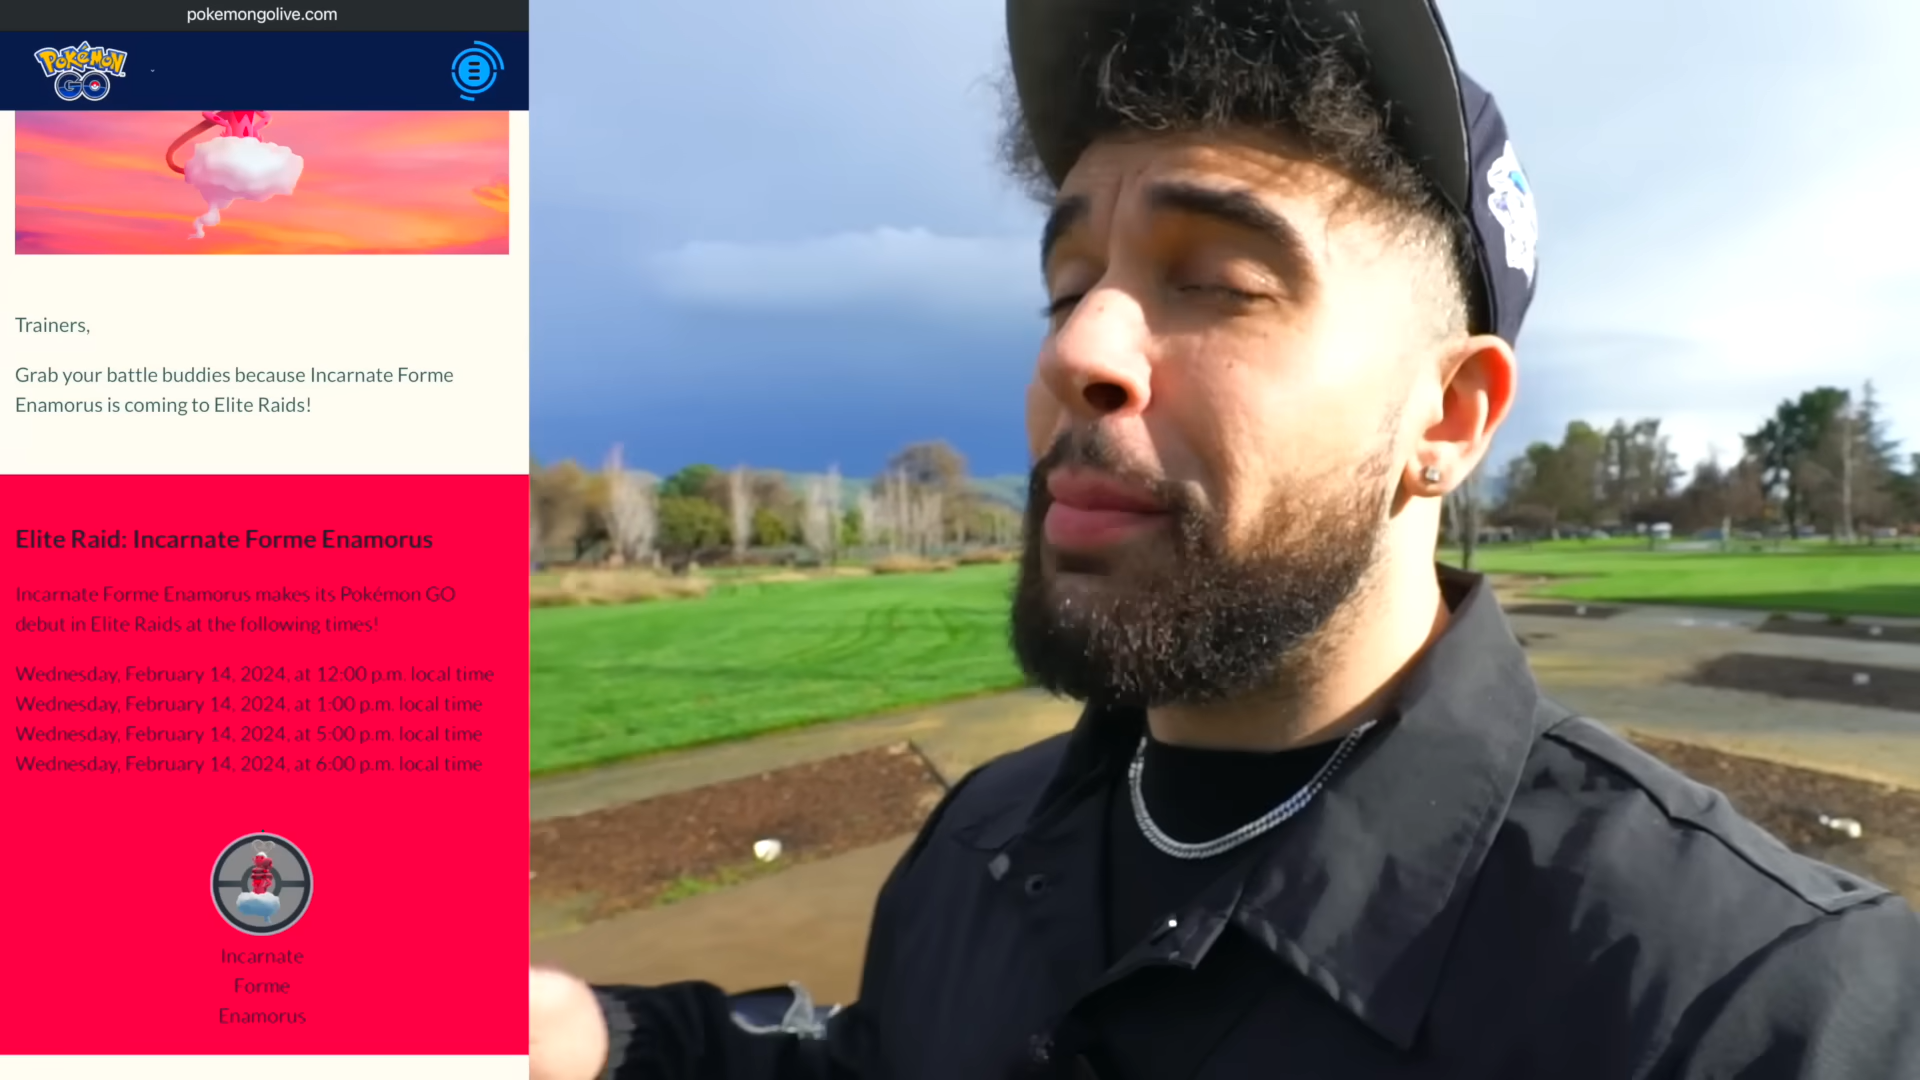 pokemongolive.com
POKÉMON
GO
Trainers,
Grab your battle buddies because Incarnate Forme
Enamorus is coming to Elite Raids!
Elite Raid: Incarnate Forme Enamorus
Incarnate Forme Enamorus makes its Pokémon GO
debut in Elite Raids at the following times!
Wednesday, February 14, 2024, at 12:00 p.m. local time
Wednesday, February 14, 2024, at 1:00 p.m. local time
Wednesday, February 14, 2024, at 5:00 p.m. local time
Wednesday, February 14, 2024, at 6:00 p.m. local time
Incarnate
Forme
Enamorus